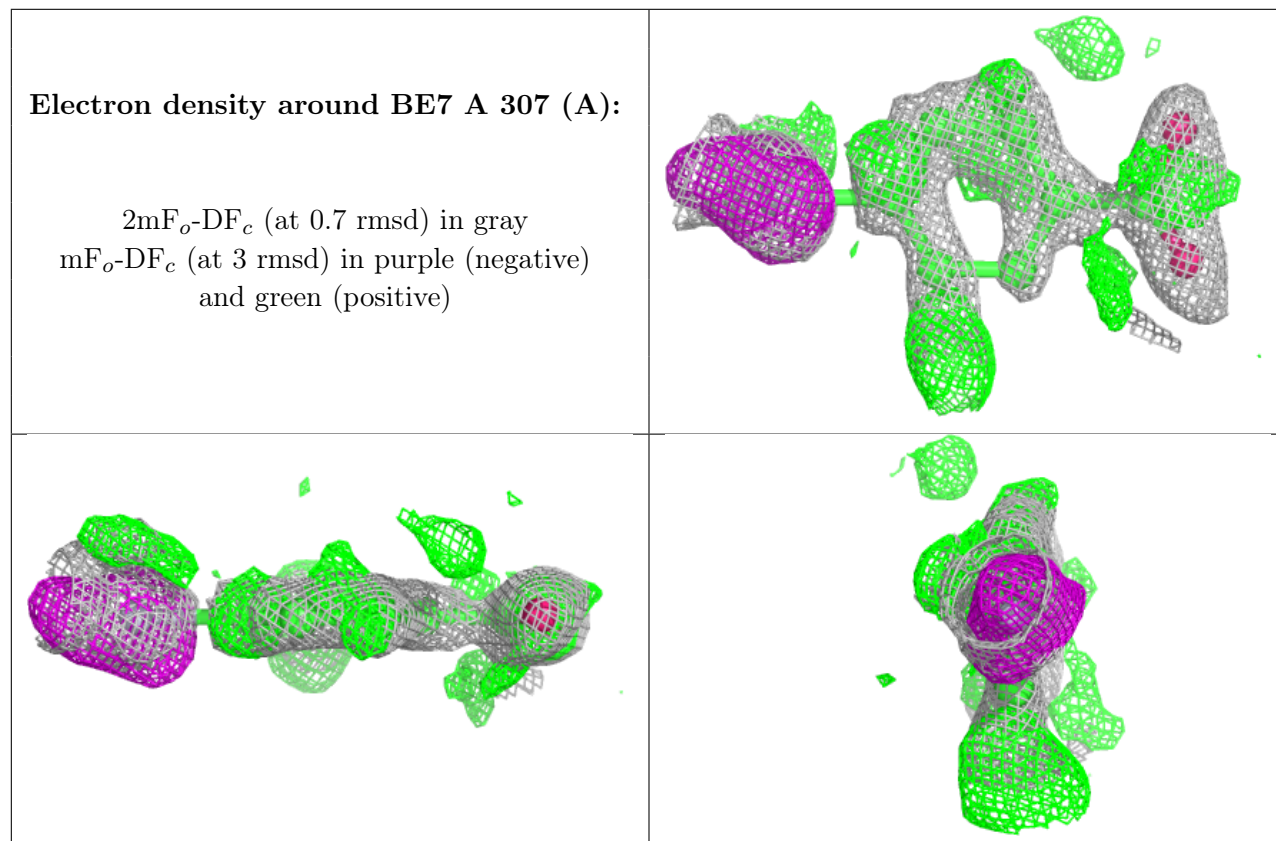 Electron density around BE7 A 307 (A):
2mFo-DFc (at 0.7 rmsd) in gray
mFo-DFc (at 3 rmsd) in purple (negative)
and green (positive)